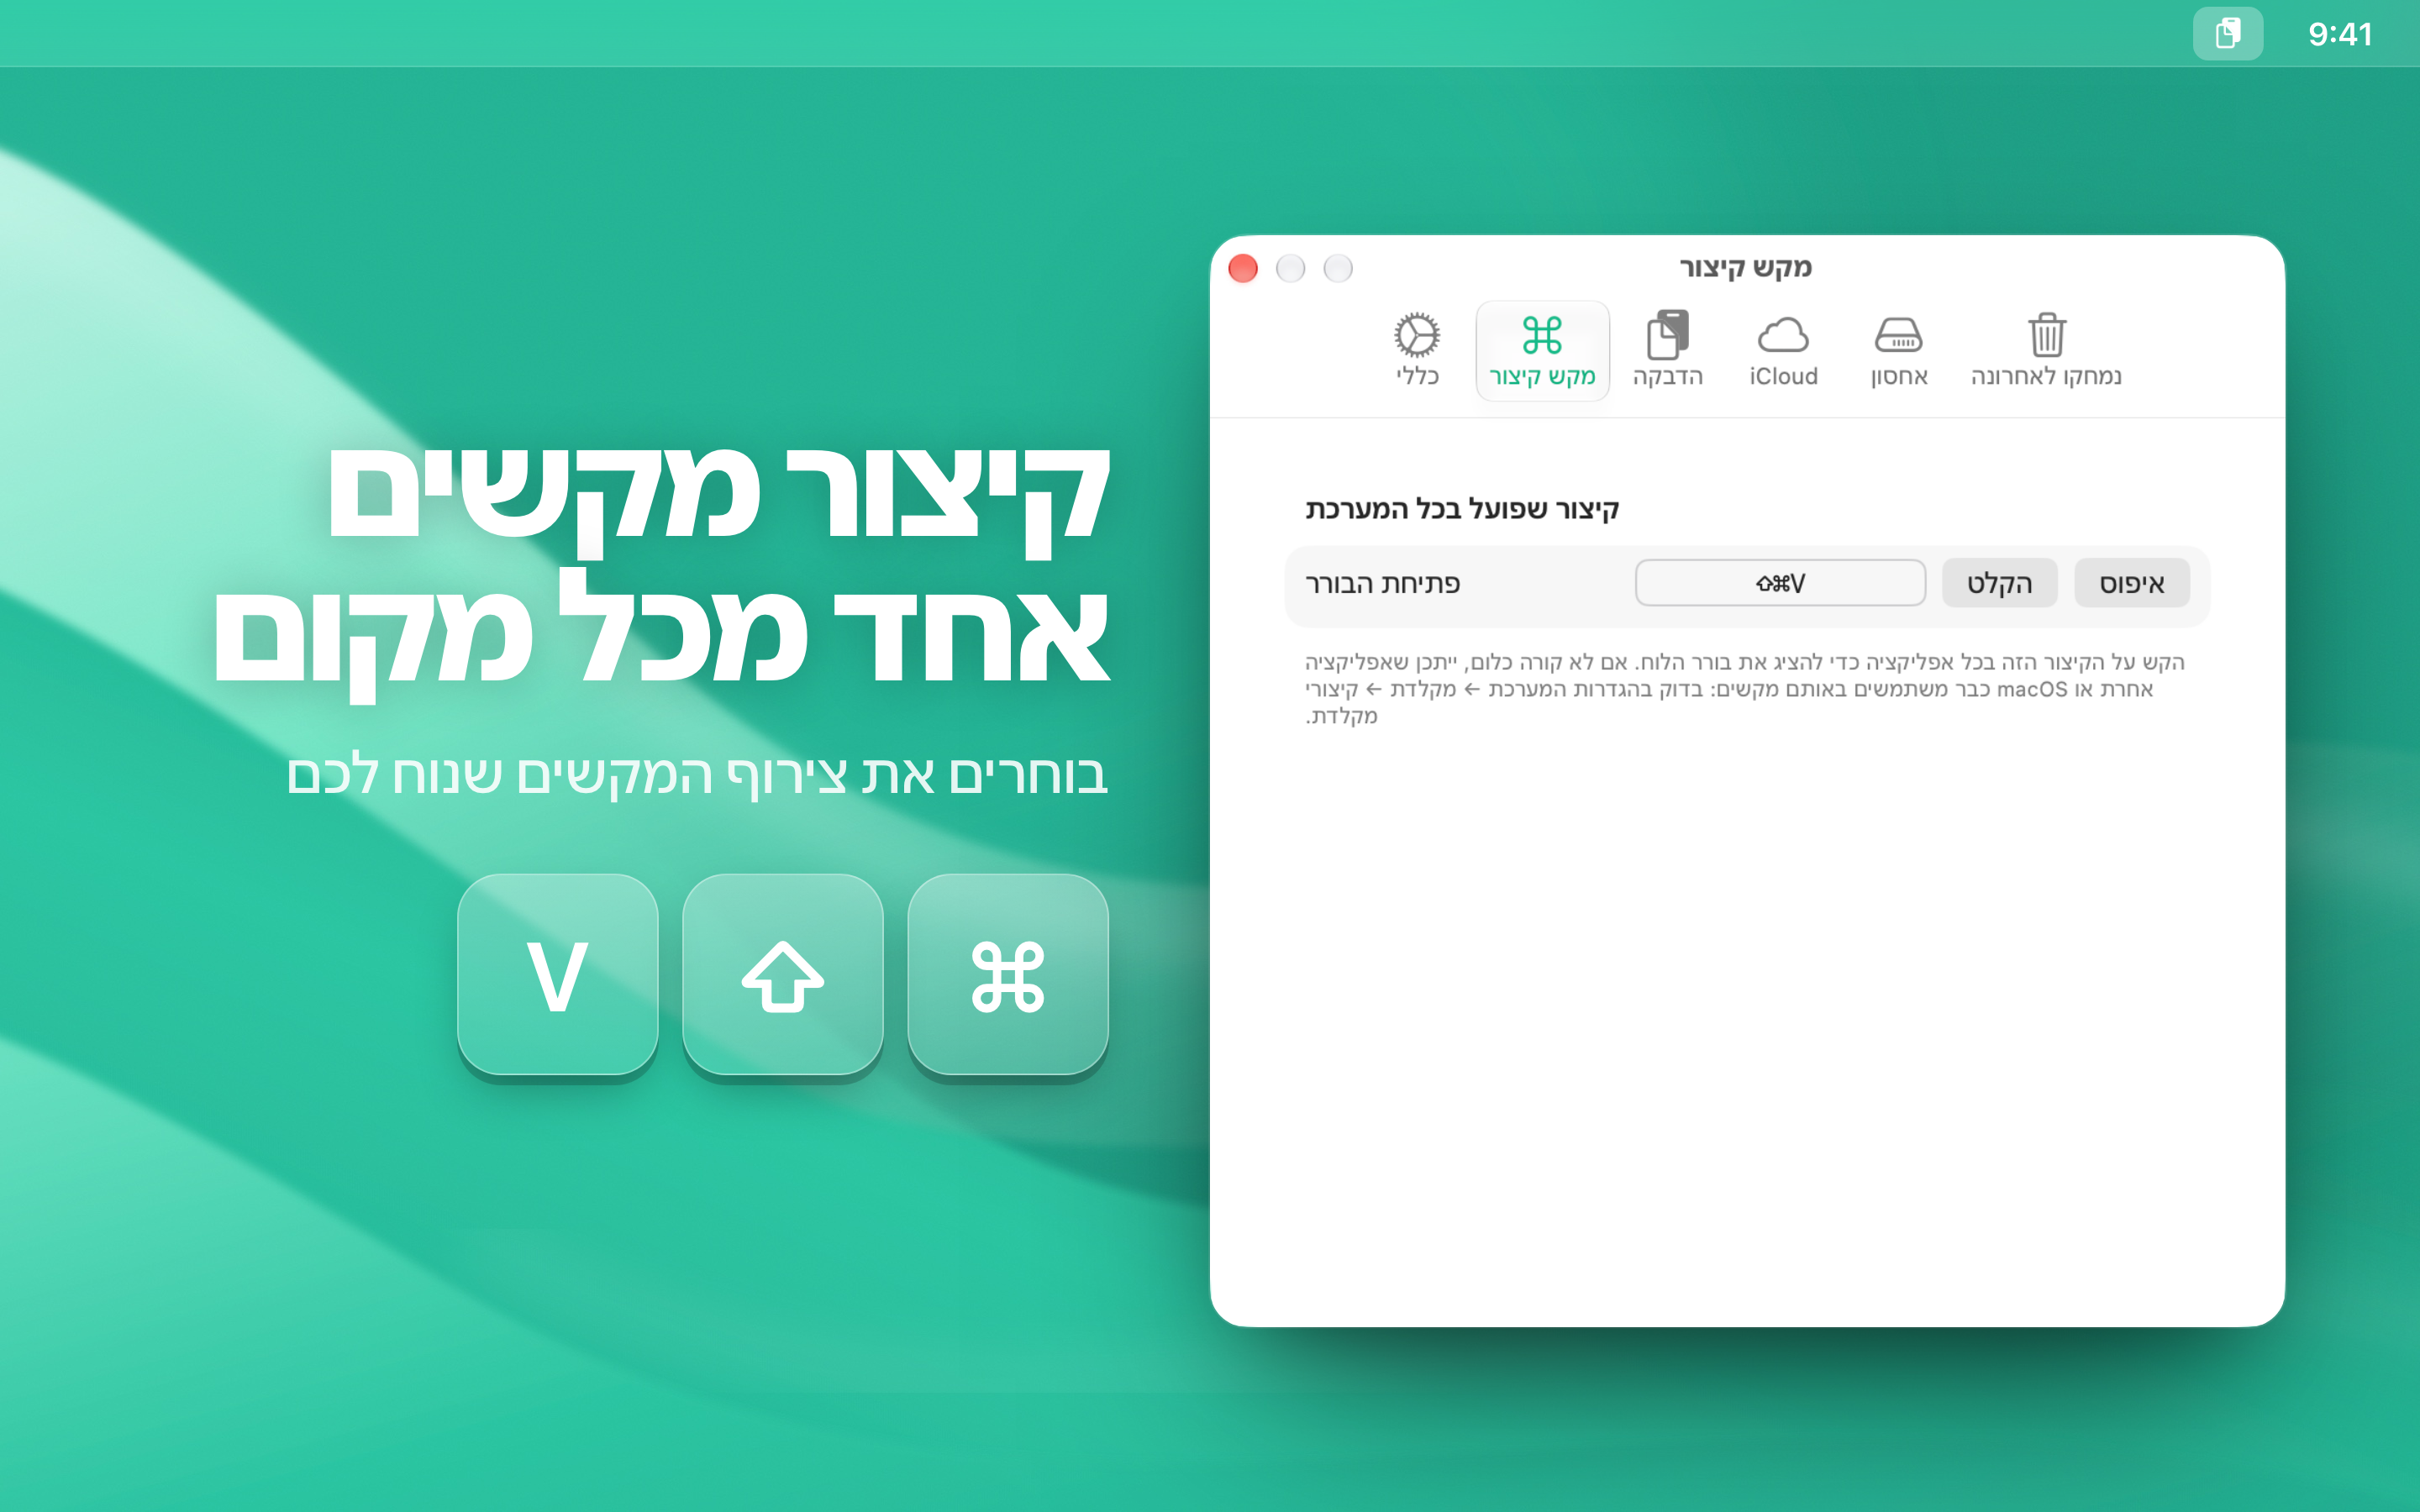 9:41
קיצור מקשים
אחד מכל מקום
בוחרים את צירוף המקשים שנוח לכם
⌘ ⇧ V
מקש קיצור
כללי
מקש קיצור
הדבקה
iCloud
אחסון
נמחקו לאחרונה
קיצור שפועל בכל המערכת
פתיחת הבורר
⇧⌘V
הקלט
איפוס
הקש על הקיצור הזה בכל אפליקציה כדי להציג את בורר הלוח. אם לא קורה כלום, ייתכן שאפליקציה
אחרת או macOS כבר משתמשים באותם מקשים: בדוק בהגדרות המערכת ← מקלדת ← קיצורי
מקלדת.